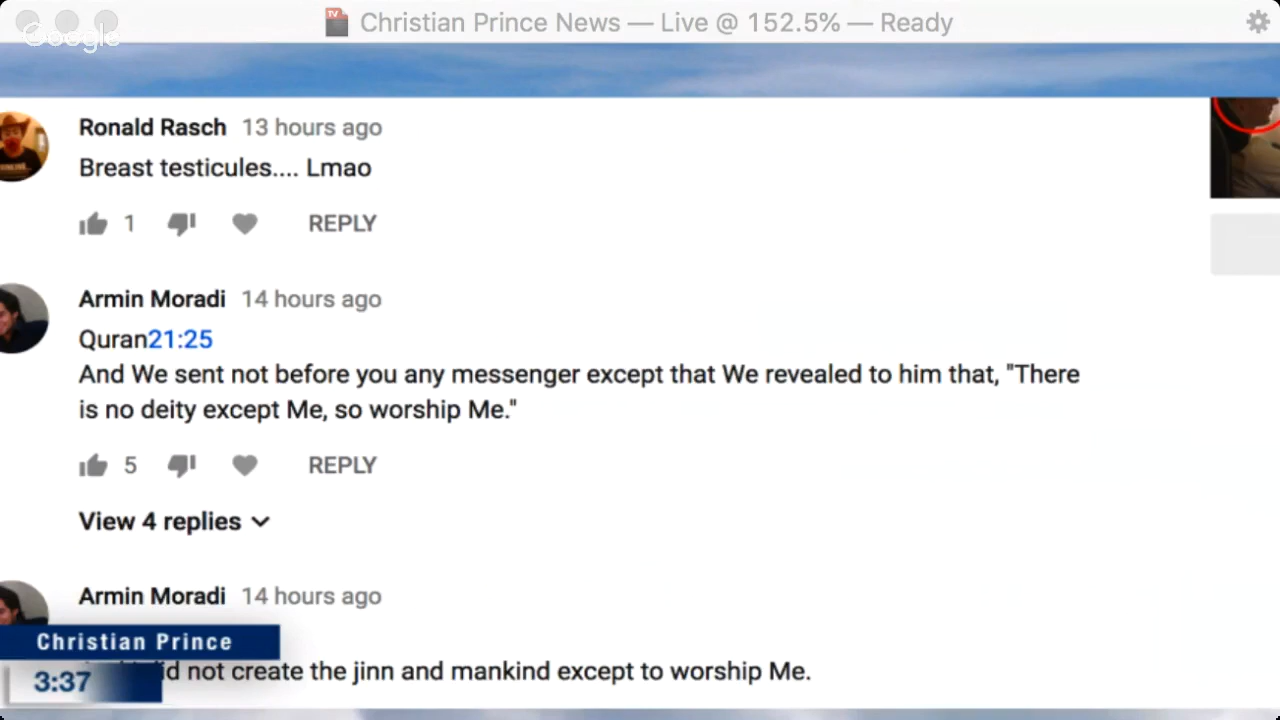 Google
Christian Prince News — Live @ 152.5% — Ready
Ronald Rasch 13 hours ago
Breast testicules.... Lmao
1 REPLY
Armin Moradi 14 hours ago
Quran21:25
And We sent not before you any messenger except that We revealed to him that, "There
is no deity except Me, so worship Me."
5 REPLY
View 4 replies
Armin Moradi 14 hours ago
Christian Prince
not create the jinn and mankind except to worship Me.
3:37